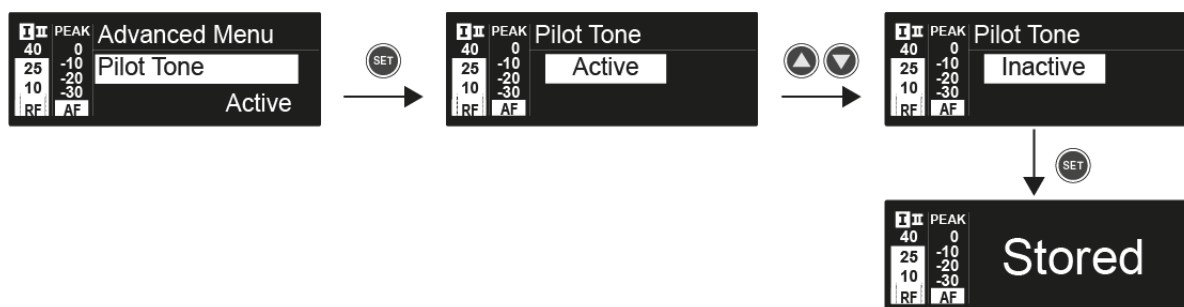 I II PEAK Advanced Menu
40 0
25 -10 Pilot Tone
10 -20
-30
RF AF Active
SET
I II PEAK Pilot Tone
40 0
25 -10 Active
10 -20
-30
RF AF
I II PEAK Pilot Tone
40 0
25 -10 Inactive
10 -20
-30
RF AF
SET
I II PEAK
40 0
25 -10 Stored
10 -20
-30
RF AF